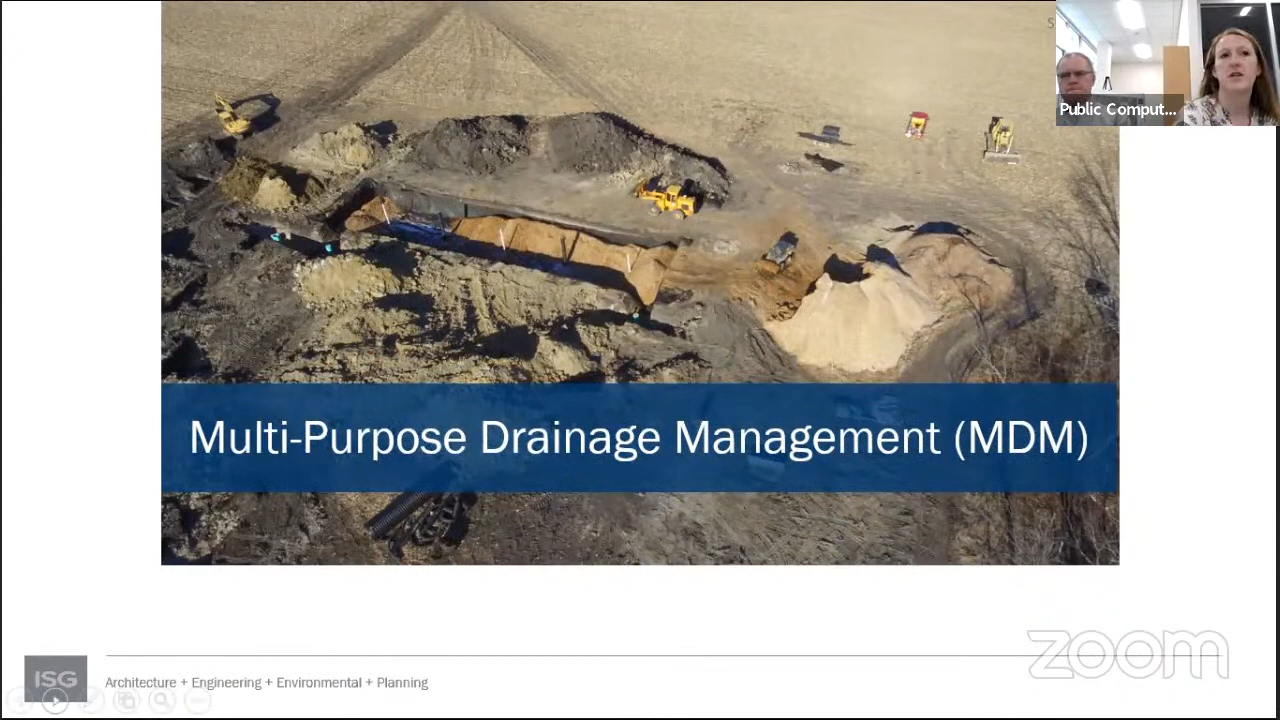 Public Comput...
Multi-Purpose Drainage Management (MDM)
zoom
ISG
Architecture + Engineering + Environmental + Planning